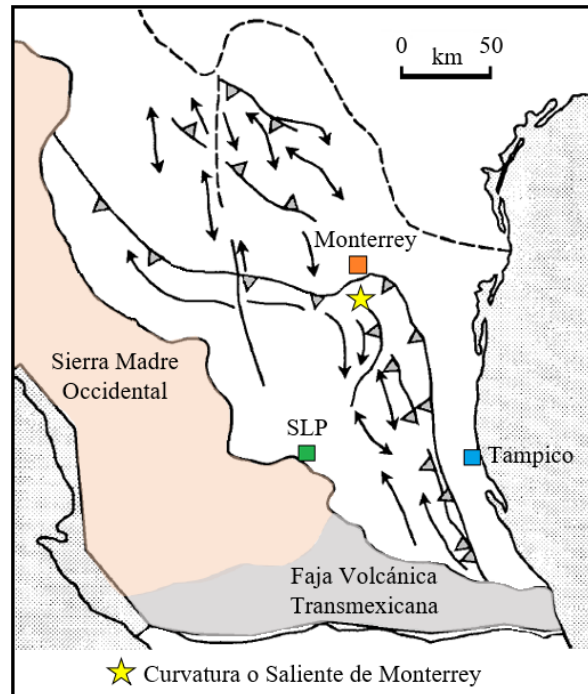 0 50
km
Monterrey
Sierra Madre
Occidental
SLP
Tampico
Faja Volcánica
Transmexicana
Curvatura o Saliente de Monterrey